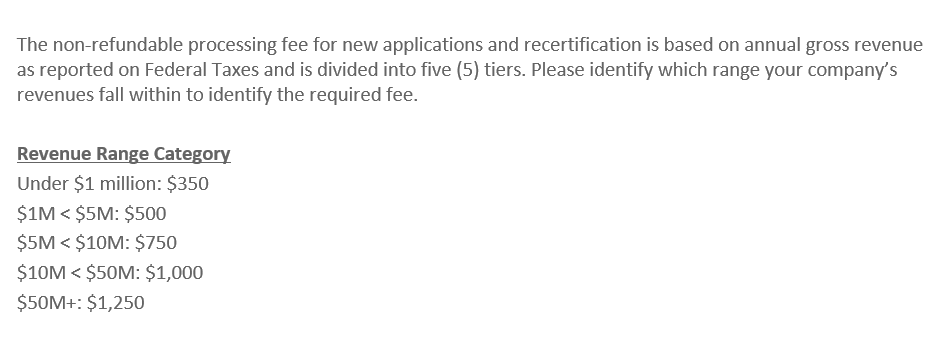 The non-refundable processing fee for new applications and recertification is based on annual gross revenue
as reported on Federal Taxes and is divided into five (5) tiers. Please identify which range your company's
revenues fall within to identify the required fee.
Revenue Range Category
Under $1 million: $350
$1M < $5M: $500
$5M < $10M: $750
$10M < $50M: $1,000
$50M+: $1,250